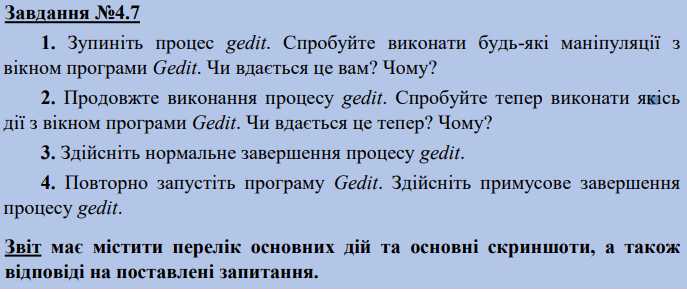 Завдання №4.7
1. Зупиніть процес gedit. Спробуйте виконати будь-які маніпуляції з
вікном програми Gedit. Чи вдається це вам? Чому?
2. Продовжте виконання процесу gedit. Спробуйте тепер виконати якісь
дії з вікном програми Gedit. Чи вдається це тепер? Чому?
3. Здійсніть нормальне завершення процесу gedit.
4. Повторно запустіть програму Gedit. Здійсніть примусове завершення
процесу gedit.
Звіт має містити перелік основних дій та основні скриншоти, а також
відповіді на поставлені запитання.